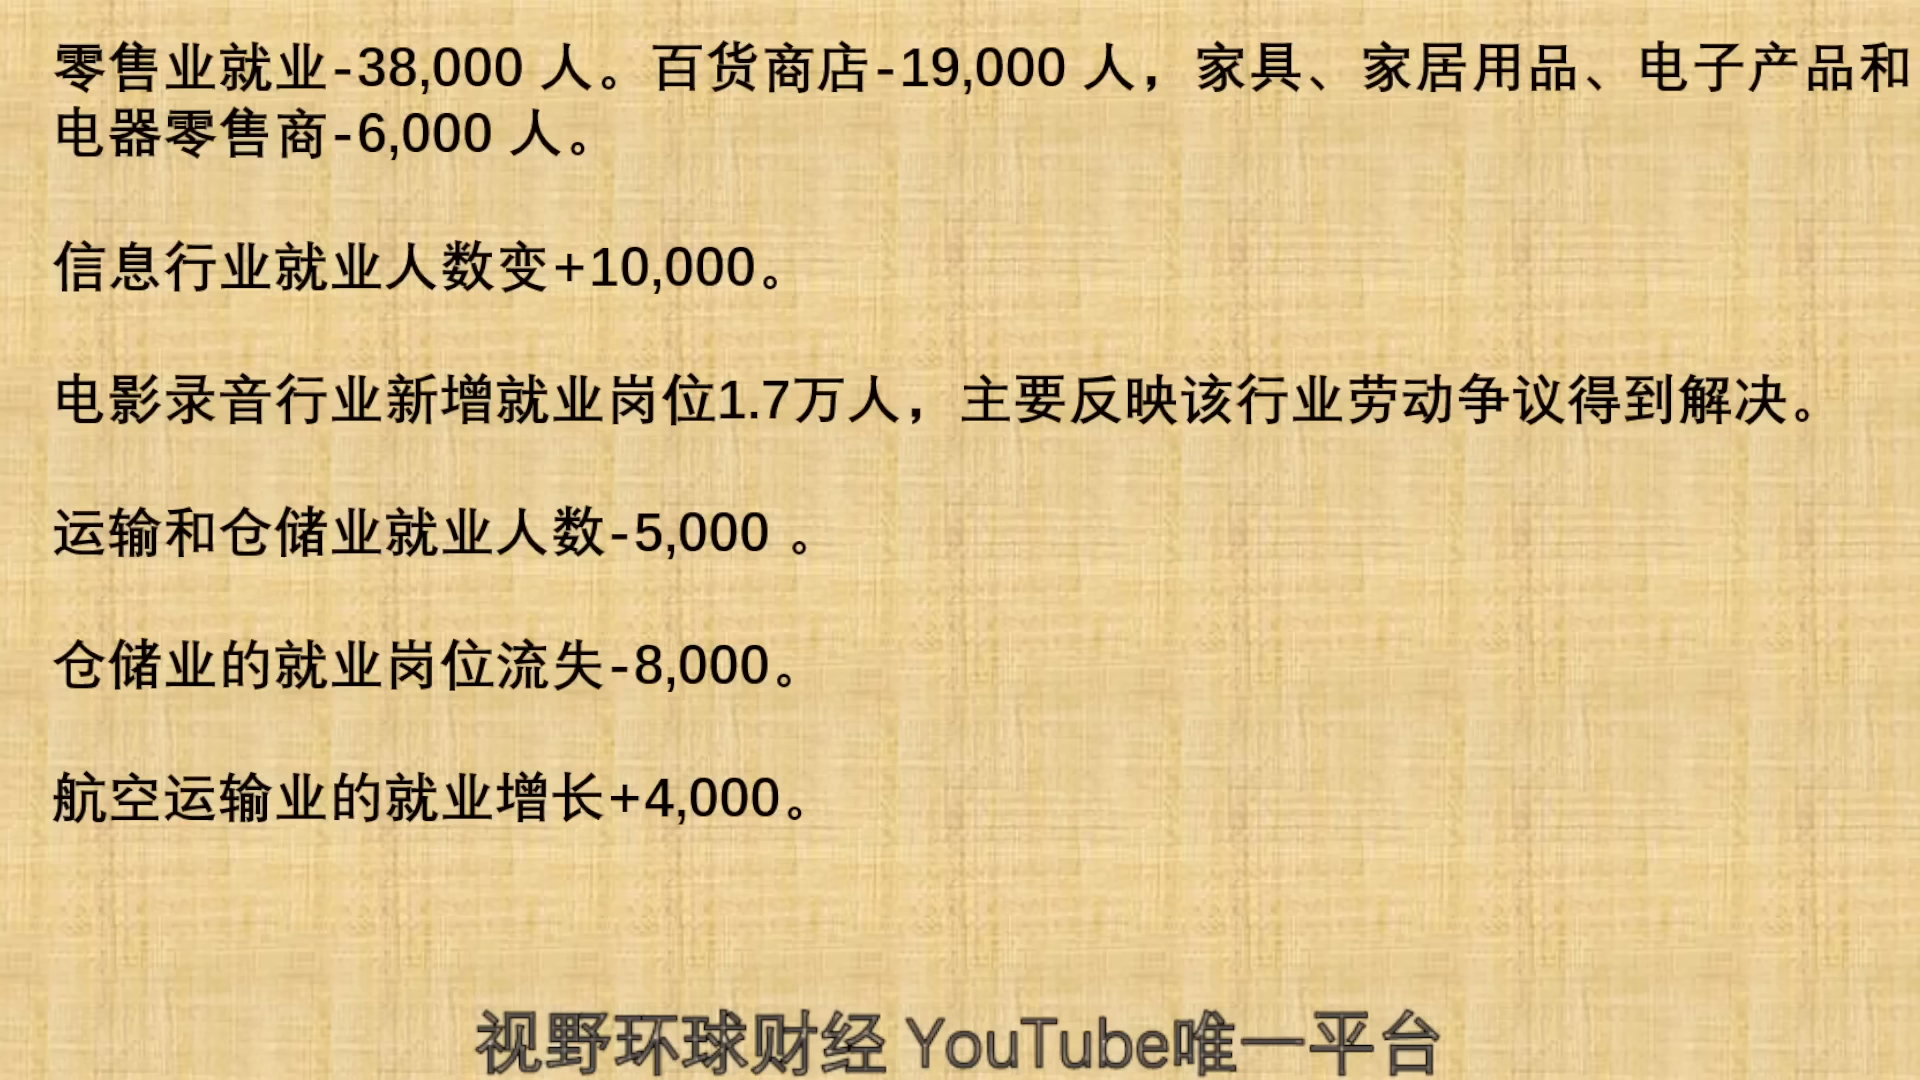 零售业就业-38,000 人。百货商店-19,000 人，家具、家居用品、电子产品和
电器零售商-6,000 人。
信息行业就业人数变+10,000。
电影录音行业新增就业岗位1.7万人，主要反映该行业劳动争议得到解决。
运输和仓储业就业人数-5,000 。
仓储业的就业岗位流失-8,000。
航空运输业的就业增长+4,000。
视野环球财经 YouTube唯一平台